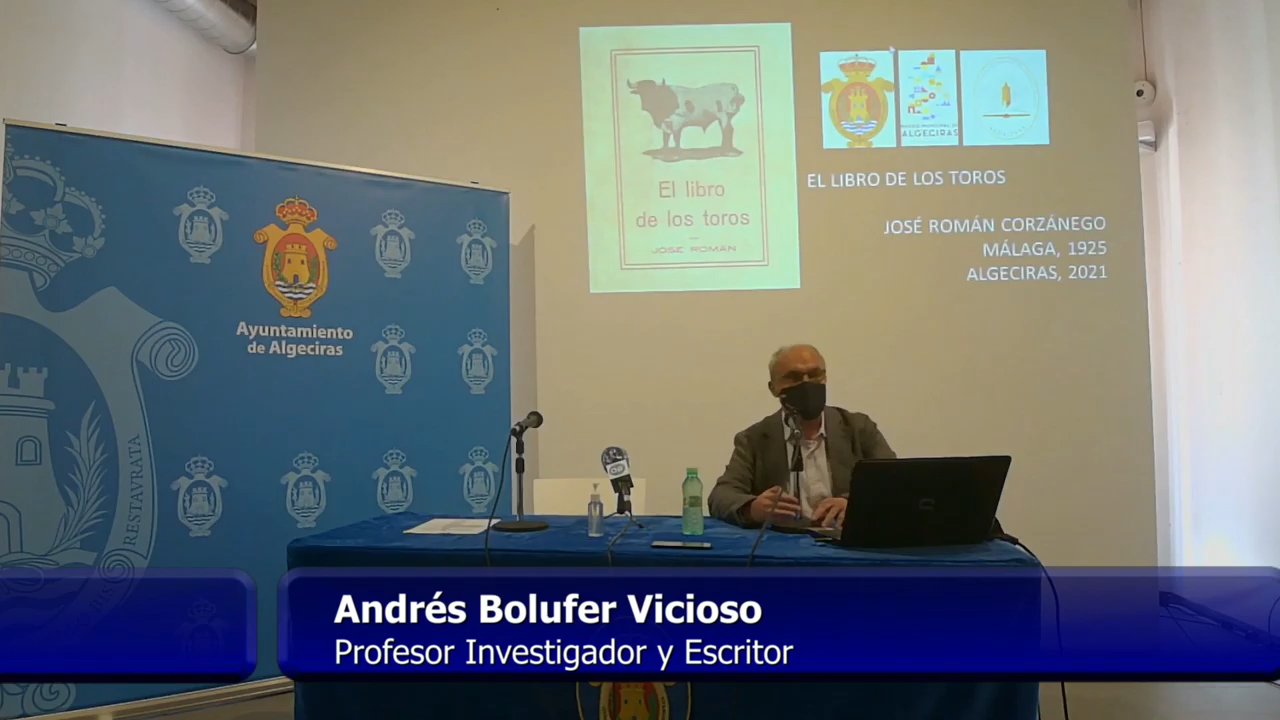 El libro
de los toros
JOSÉ ROMÁN
ALGECIRAS
EL LIBRO DE LOS TOROS
JOSÉ ROMÁN CORZÁNEGO
MÁLAGA, 1925
ALGECIRAS, 2021
Ayuntamiento
de Algeciras
RESTAVRATA
Andrés Bolufer Vicioso
Profesor Investigador y Escritor